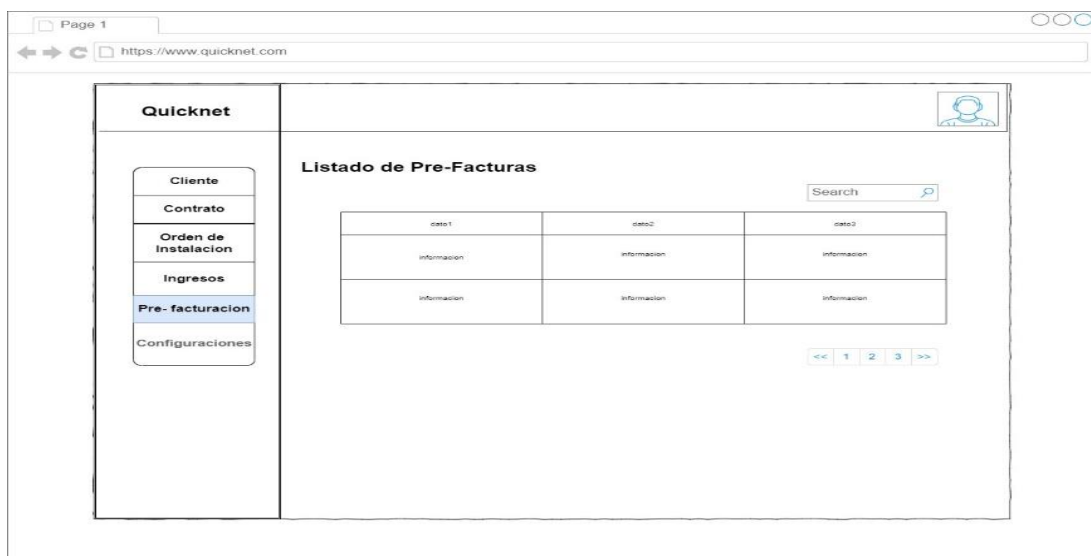 Page 1
https://www.quicknet.com
Quicknet
Cliente
Contrato
Orden de
Instalacion
Ingresos
Pre- facturacion
Configuraciones
Listado de Pre-Facturas
Search
dato1 dato2 dato3
informacion informacion informacion
informacion informacion informacion
<< 1 2 3 >>